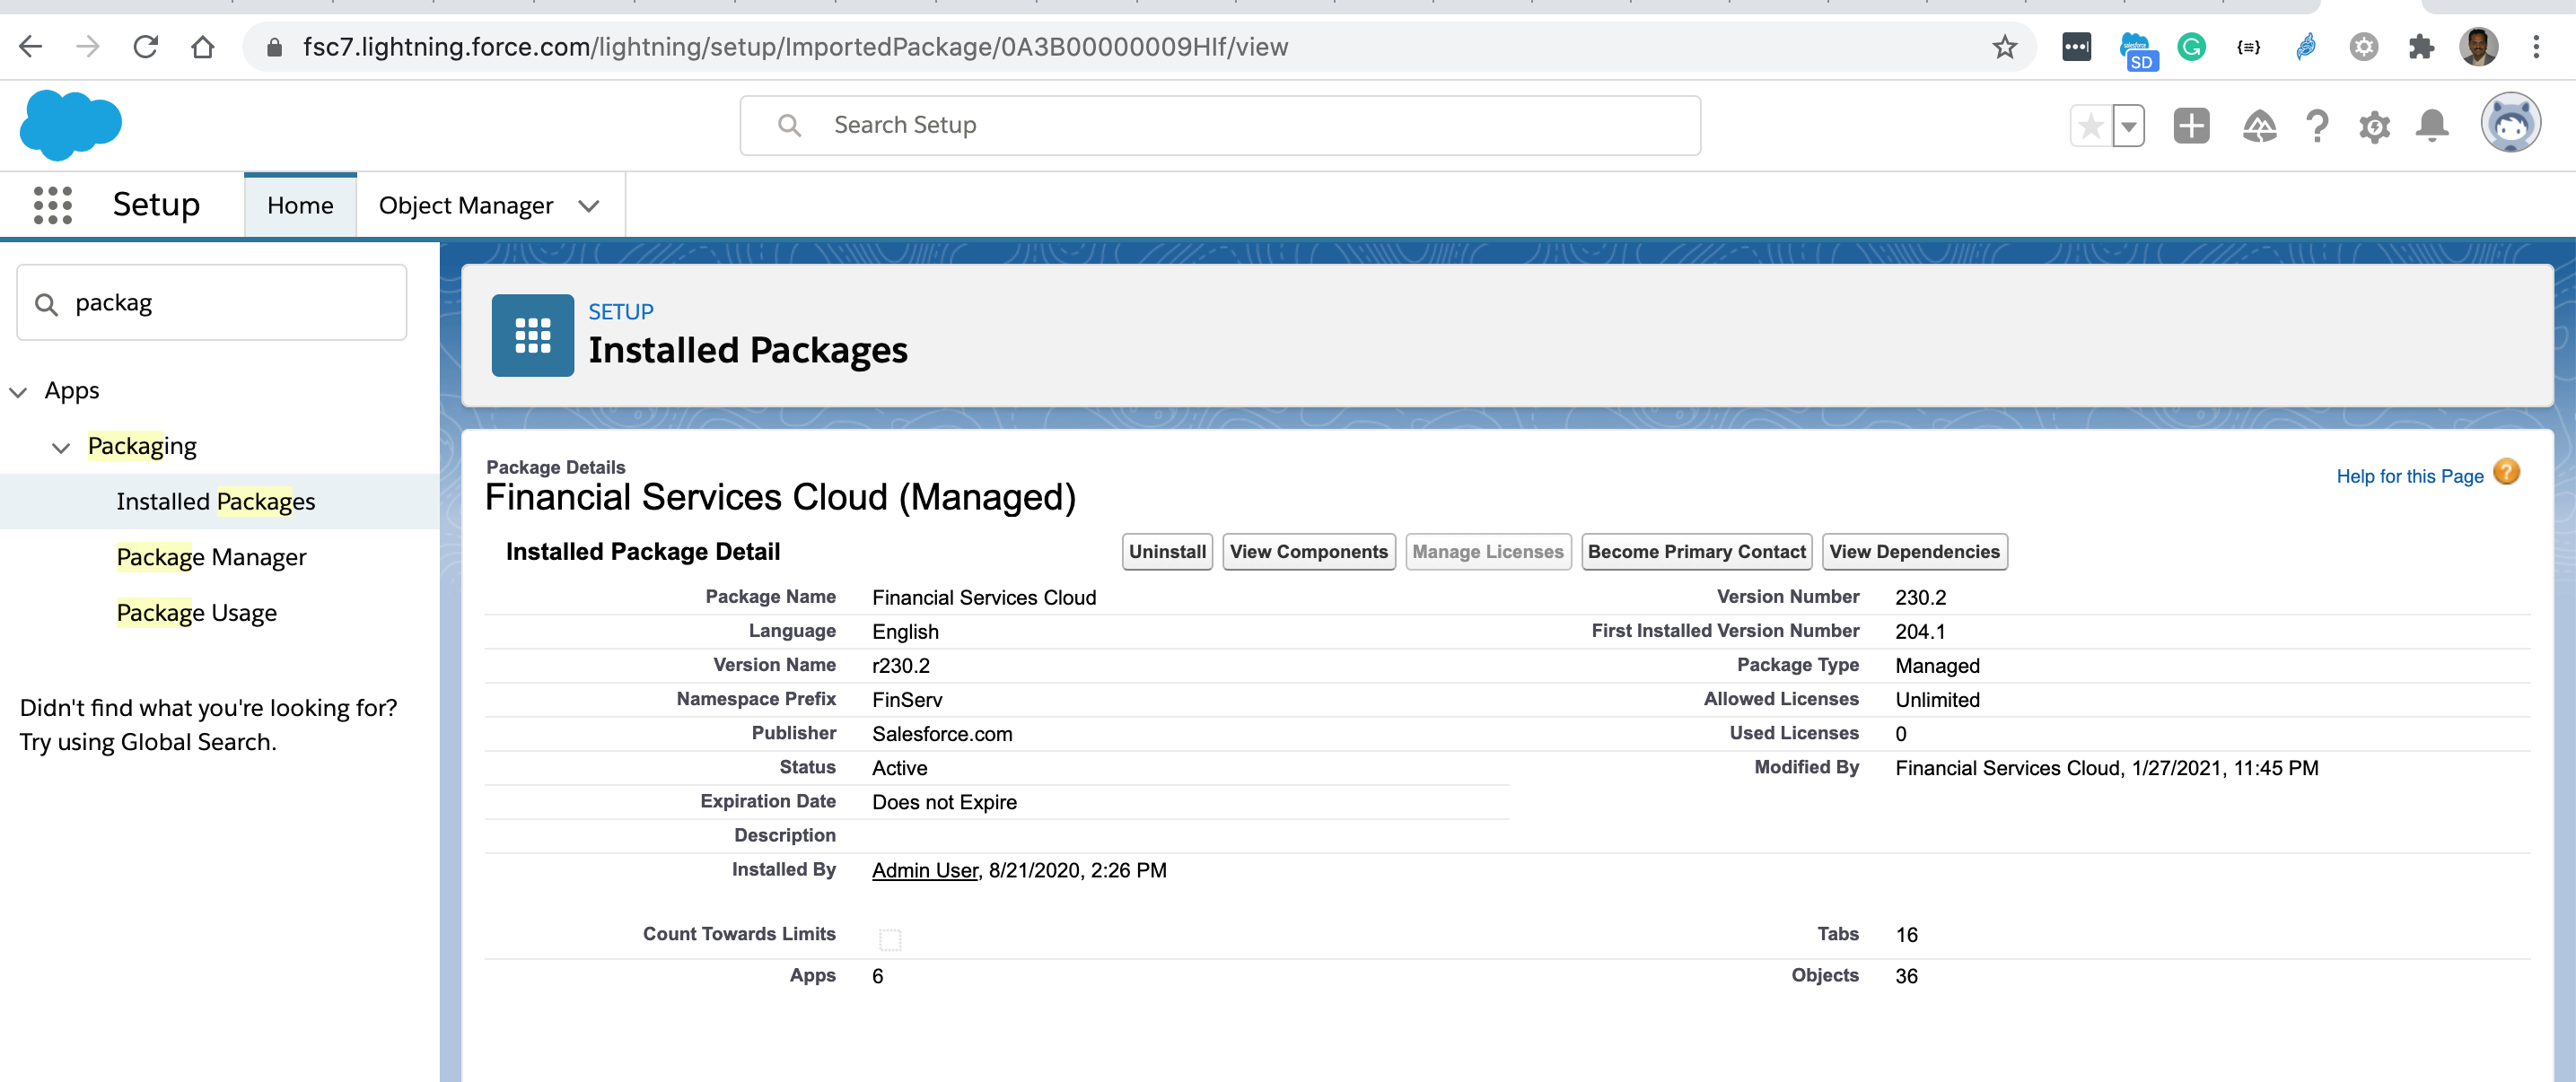 fsc7.lightning.force.com/lightning/setup/ImportedPackage/0A3B00000009HIf/view
SD
Search Setup
Setup
Home
Object Manager
packag
Apps
Packaging
Installed Packages
Package Manager
Package Usage
Didn't find what you're looking for?
Try using Global Search.
SETUP
Installed Packages
Package Details
Financial Services Cloud (Managed)
Help for this Page
Installed Package Detail
Uninstall
View Components
Manage Licenses
Become Primary Contact
View Dependencies
Package Name Financial Services Cloud Version Number 230.2
Language English First Installed Version Number 204.1
Version Name r230.2 Package Type Managed
Namespace Prefix FinServ Allowed Licenses Unlimited
Publisher Salesforce.com Used Licenses 0
Status Active Modified By Financial Services Cloud, 1/27/2021, 11:45 PM
Expiration Date Does not Expire
Description
Installed By Admin User, 8/21/2020, 2:26 PM
Count Towards Limits Tabs 16
Apps 6 Objects 36